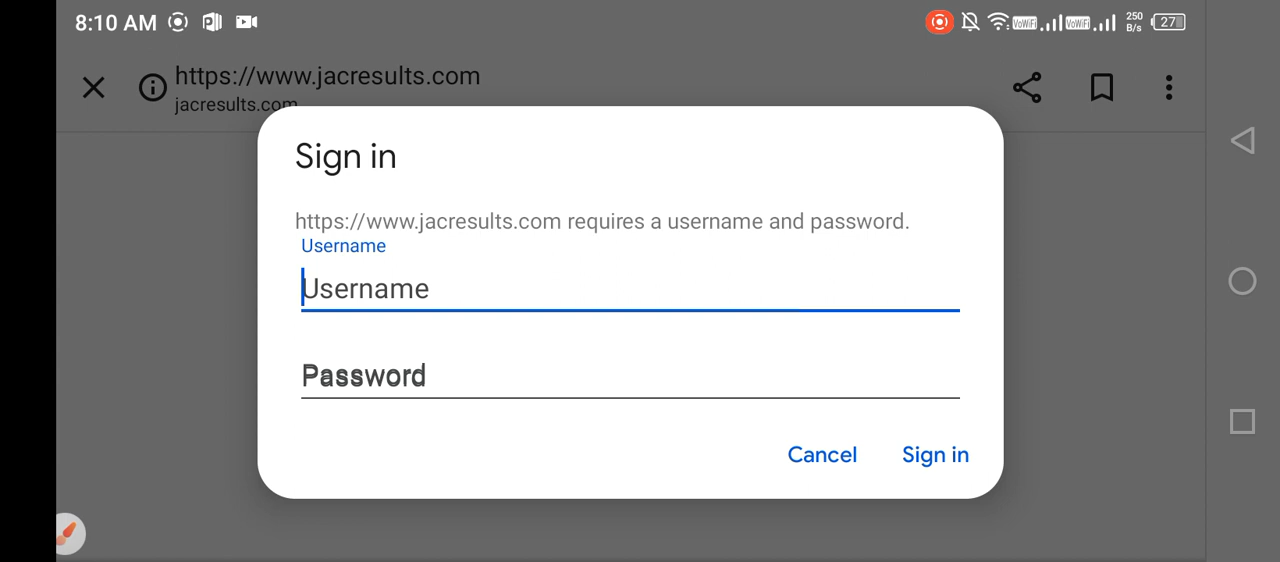 8:10 AM
VoWiFi
VoWiFi
250
B/s
27
https://www.jacresults.com
jacresults.com
Sign in
https://www.jacresults.com requires a username and password.
Username
Username
Password
Cancel
Sign in